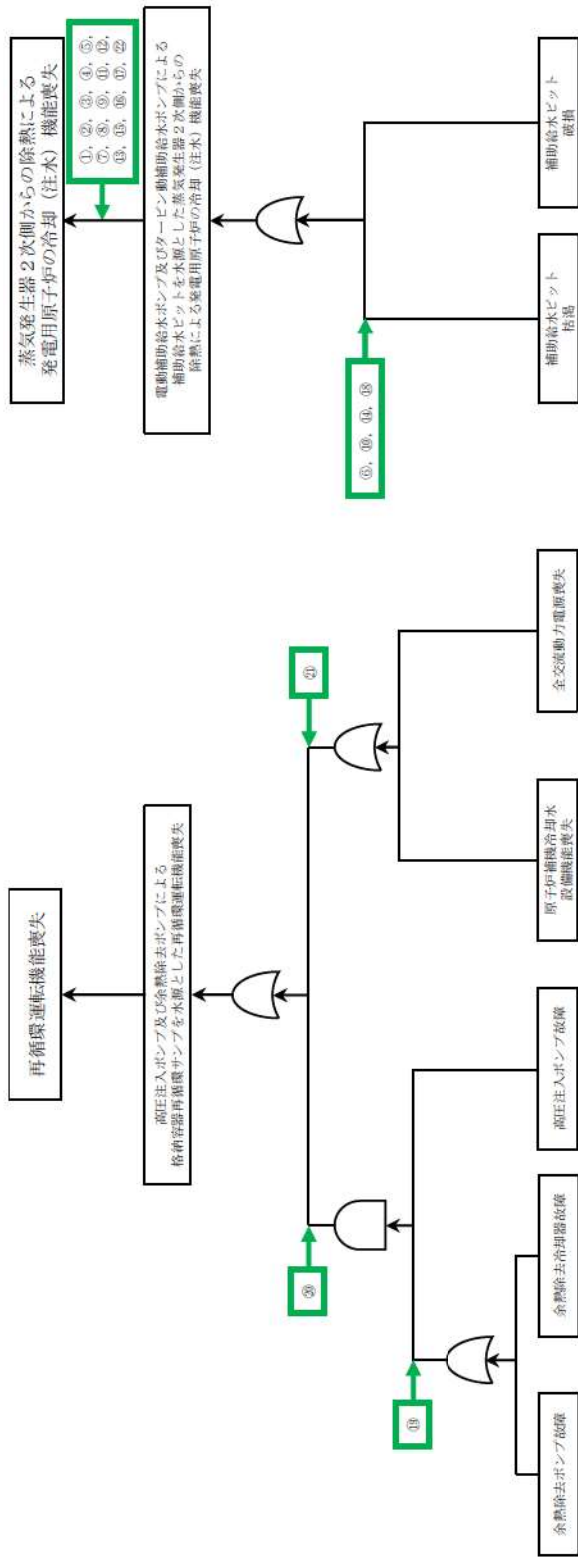 再循環運転機能喪失
高圧注入ポンプ及び余熱除去ポンプによる
格納容器再循環サンプを水源とした再循環運転機能喪失
⑳
㉑
⑲
余熱除去ポンプ故障
余熱除去冷却器故障
高圧注入ポンプ故障
原子炉補機冷却水
設備機能喪失
全交流動力電源喪失
蒸気発生器2次側からの除熱による
発電用原子炉の冷却（注水）機能喪失
①, ②, ③, ④, ⑤,
⑦, ⑧, ⑨, ⑪, ⑫,
⑬, ⑮, ⑯, ⑰, ㉒
電動補助給水ポンプ及びタービン動補助給水ポンプによる
補助給水ピットを水源とした蒸気発生器2次側からの
除熱による発電用原子炉の冷却（注水）機能喪失
⑥, ⑩, ⑭, ⑱
補助給水ピット
枯渇
補助給水ピット
破損